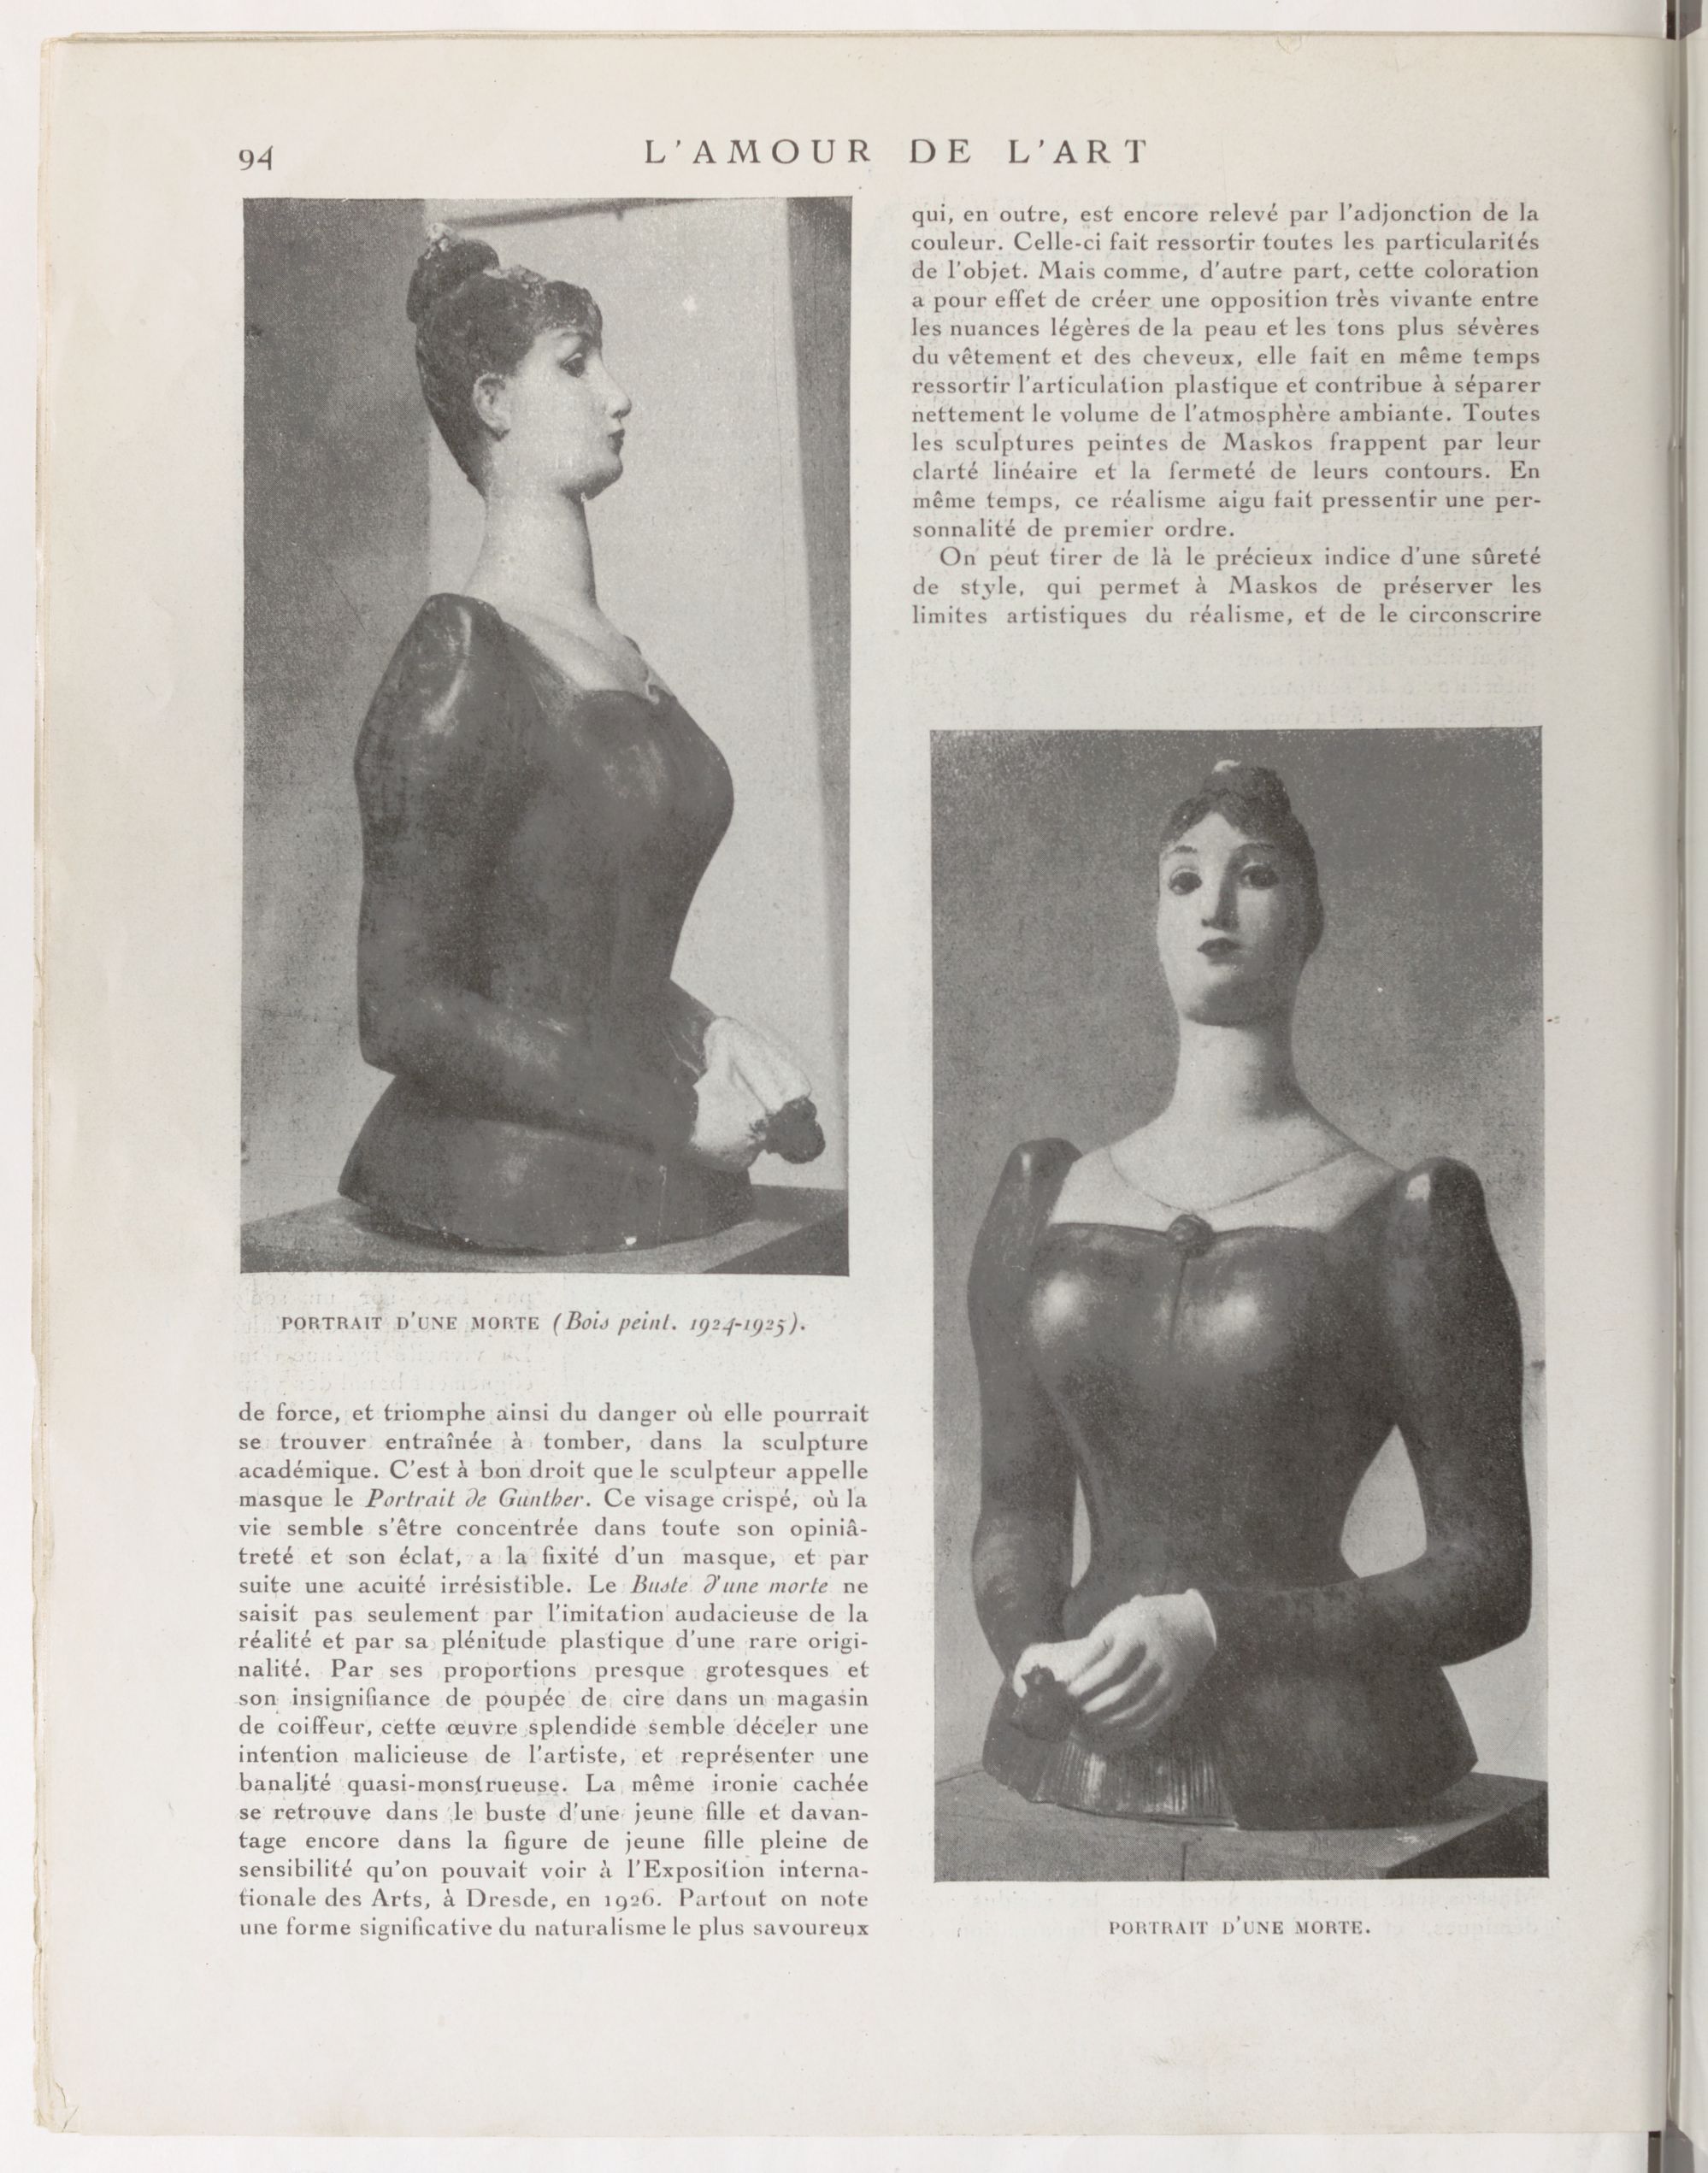 94
L'AMOUR DE L'ART
PORTRAIT D'UNE MORTE (Bois peint. 1924-1925).
de force, et triomphe ainsi du danger où elle pourrait
se trouver entraînée à tomber, dans la sculpture
académique. C'est à bon droit que le sculpteur appelle
masque le Portrait de Gunther. Ce visage crispé, où la
vie semble s'être concentrée dans toute son opiniâ-
treté et son éclat, a la fixité d'un masque, et par
suite une acuité irrésistible. Le Buste d'une morte ne
saisit pas seulement par l'imitation audacieuse de la
réalité et par sa plénitude plastique d'une rare origi-
nalité. Par ses proportions presque grotesques et
son insignifiance de poupée de cire dans un magasin
de coiffeur, cette œuvre splendide semble déceler une
intention malicieuse de l'artiste, et représenter une
banalité quasi-monstrueuse. La même ironie cachée
se retrouve dans le buste d'une jeune fille et davan-
tage encore dans la figure de jeune fille pleine de
sensibilité qu'on pouvait voir à l'Exposition interna-
tionale des Arts, à Dresde, en 1926. Partout on note
une forme significative du naturalisme le plus savoureux
qui, en outre, est encore relevé par l'adjonction de la
couleur. Celle-ci fait ressortir toutes les particularités
de l'objet. Mais comme, d'autre part, cette coloration
a pour effet de créer une opposition très vivante entre
les nuances légères de la peau et les tons plus sévères
du vêtement et des cheveux, elle fait en même temps
ressortir l'articulation plastique et contribue à séparer
nettement le volume de l'atmosphère ambiante. Toutes
les sculptures peintes de Maskos frappent par leur
clarté linéaire et la fermeté de leurs contours. En
même temps, ce réalisme aigu fait pressentir une per-
sonnalité de premier ordre.
On peut tirer de là le précieux indice d'une sûreté
de style, qui permet à Maskos de préserver les
limites artistiques du réalisme, et de le circonscrire
PORTRAIT D'UNE MORTE.